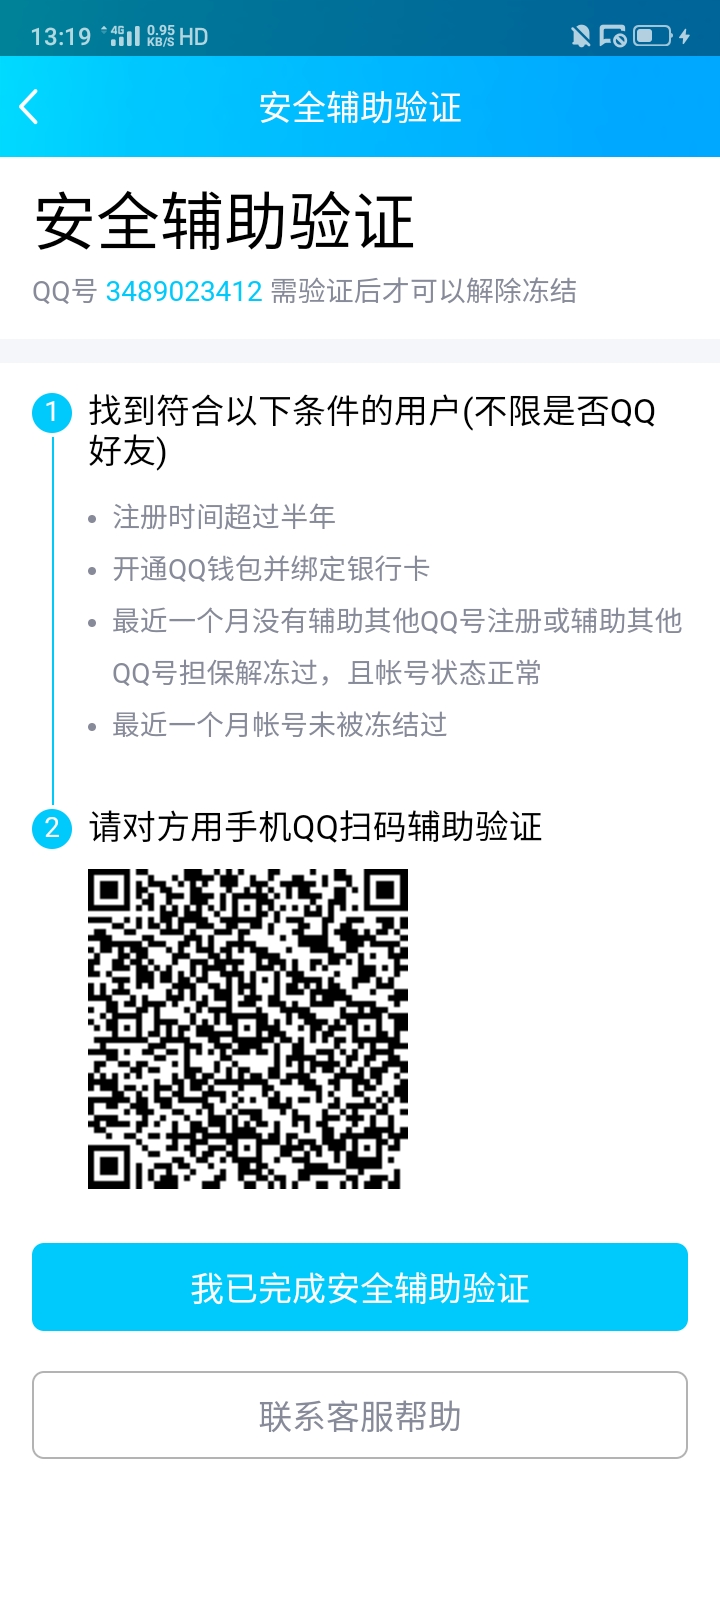 13:19 4G 0.95 KB/S HD
安全辅助验证
安全辅助验证
QQ号 3489023412 需验证后才可以解除冻结
1 找到符合以下条件的用户(不限是否QQ
好友)
• 注册时间超过半年
• 开通QQ钱包并绑定银行卡
• 最近一个月没有辅助其他QQ号注册或辅助其他
QQ号担保解冻过，且帐号状态正常
• 最近一个月帐号未被冻结过
2 请对方用手机QQ扫码辅助验证
我已完成安全辅助验证
联系客服帮助